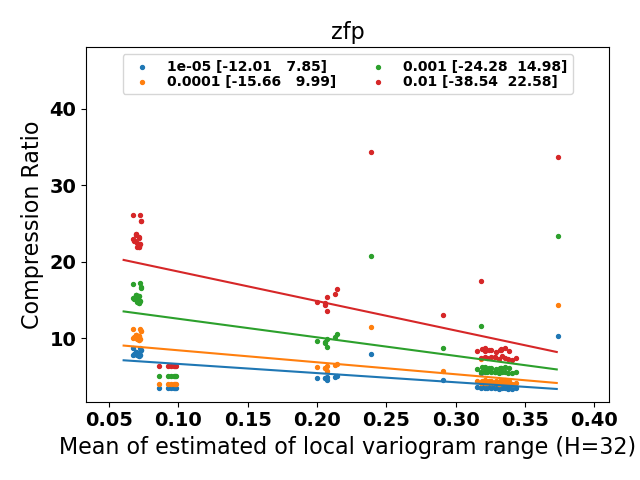 zfp
1e-05 [-12.01   7.85]
0.0001 [-15.66   9.99]
0.001 [-24.28  14.98]
0.01 [-38.54  22.58]
Compression Ratio
40
30
20
10
0.05 0.10 0.15 0.20 0.25 0.30 0.35 0.40
Mean of estimated of local variogram range (H=32)